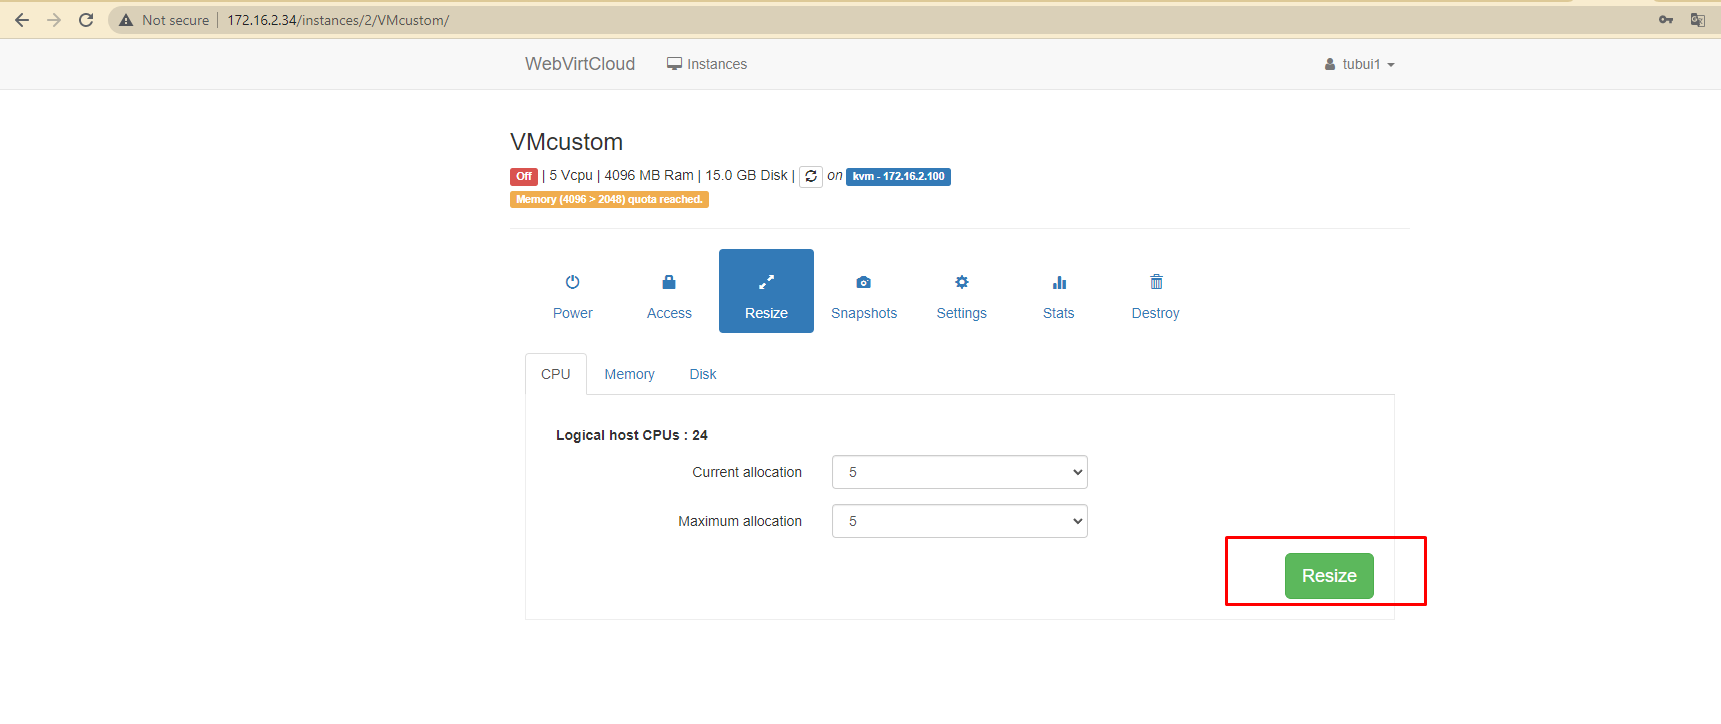 Not secure | 172.16.2.34/instances/2/VMcustom/
WebVirtCloud Instances tubui1
VMcustom
Off | 5 Vcpu | 4096 MB Ram | 15.0 GB Disk | on kvm - 172.16.2.100
Memory (4096 > 2048) quota reached.
Power Access Resize Snapshots Settings Stats Destroy
CPU Memory Disk
Logical host CPUs : 24
Current allocation 5
Maximum allocation 5
Resize